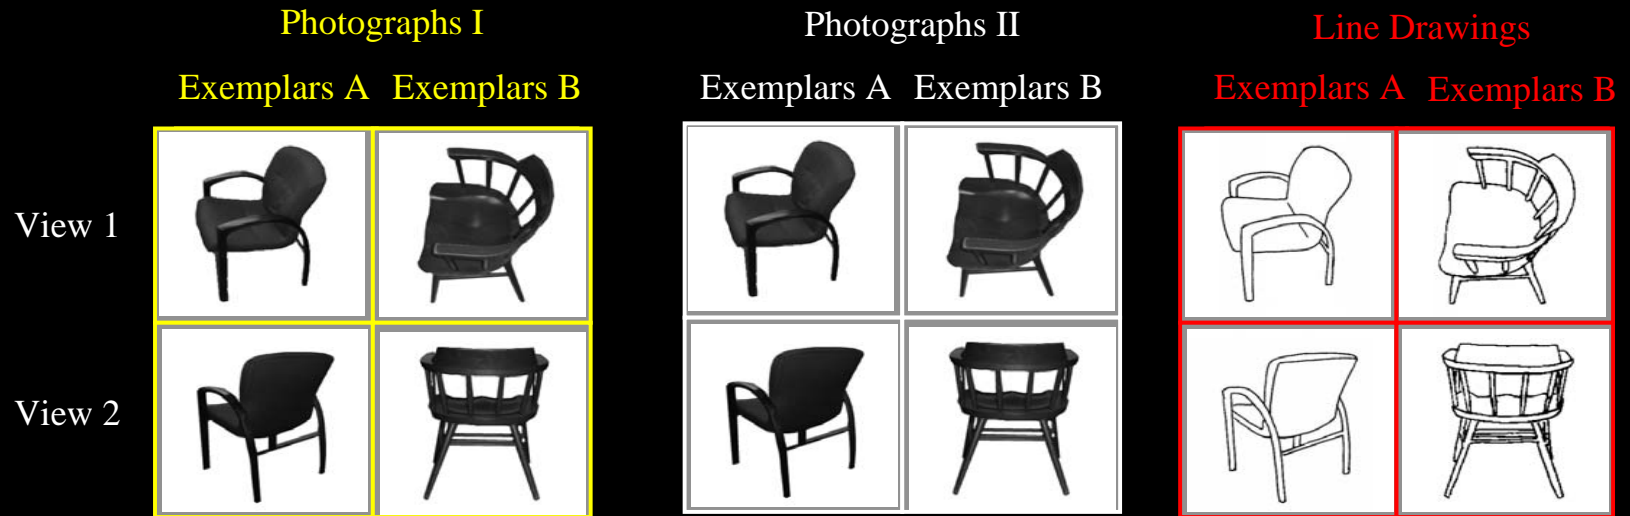 Photographs I
Photographs II
Line Drawings
Exemplars A Exemplars B
Exemplars A Exemplars B
Exemplars A Exemplars B
View 1
View 2